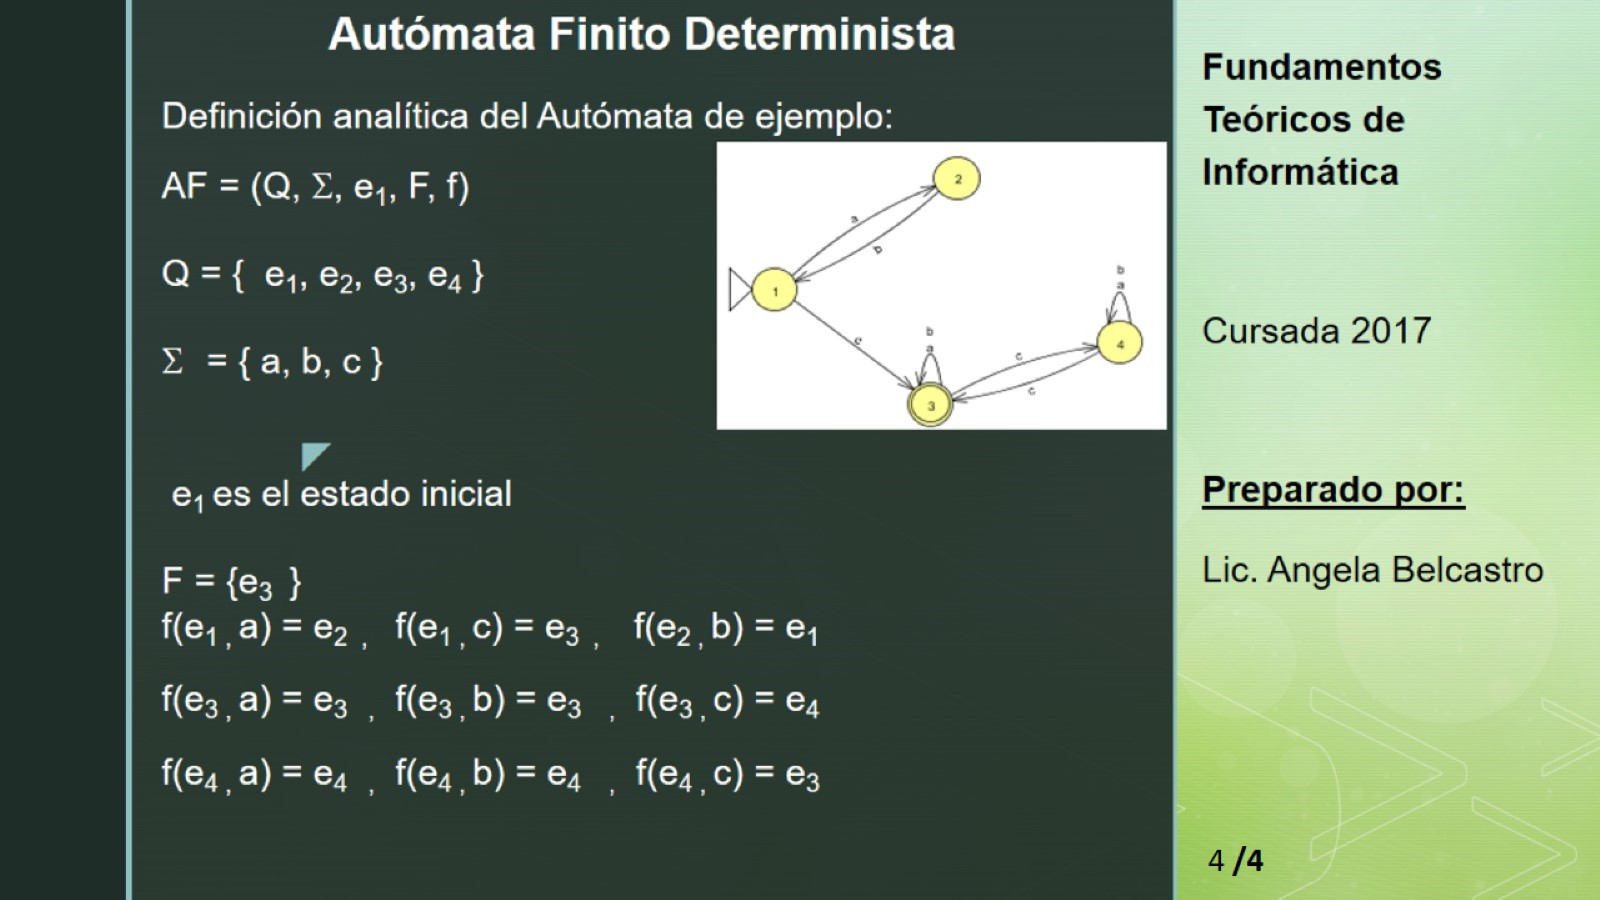 Autómata Finito Determinista
Definición analítica del Autómata de ejemplo:
AF = (Q, Σ, e₁, F, f)
Q = { e₁, e₂, e₃, e₄ }
Σ = { a, b, c }
e₁ es el estado inicial
F = {e₃ }
f(e₁ , a) = e₂ , f(e₁ , c) = e₃ , f(e₂ , b) = e₁
f(e₃ , a) = e₃ , f(e₃ , b) = e₃ , f(e₃ , c) = e₄
f(e₄ , a) = e₄ , f(e₄ , b) = e₄ , f(e₄ , c) = e₃
2
a
b
1
c
b
a
3
c
c
b
a
4
Fundamentos
Teóricos de
Informática
Cursada 2017
Preparado por:
Lic. Angela Belcastro
4 /4